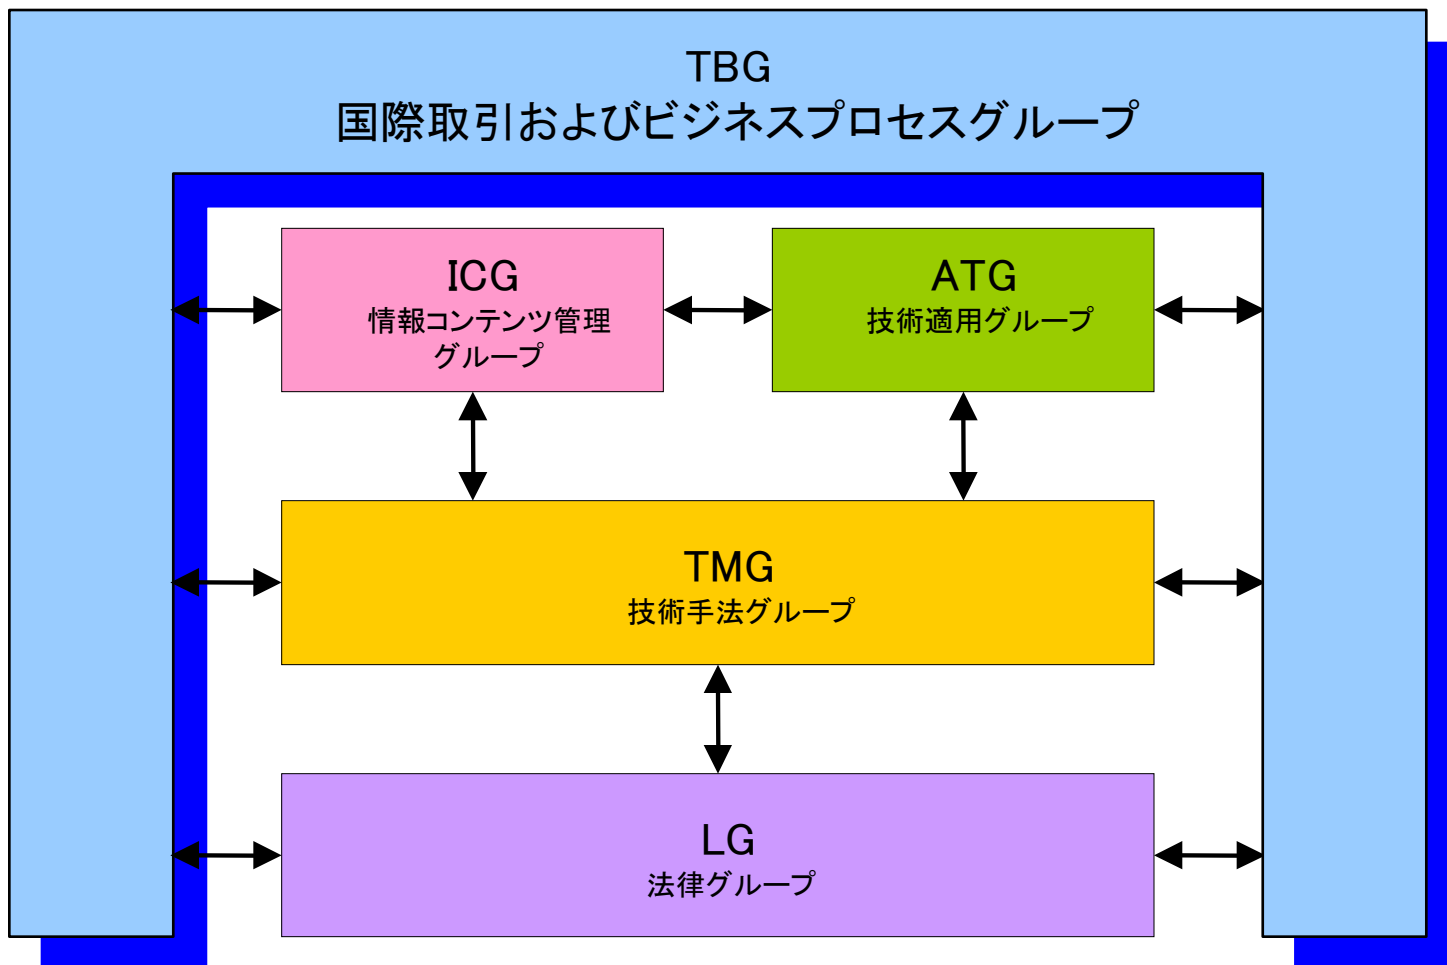 TBG
国際取引およびビジネスプロセスグループ
ICG
情報コンテンツ管理
グループ
ATG
技術適用グループ
TMG
技術手法グループ
LG
法律グループ